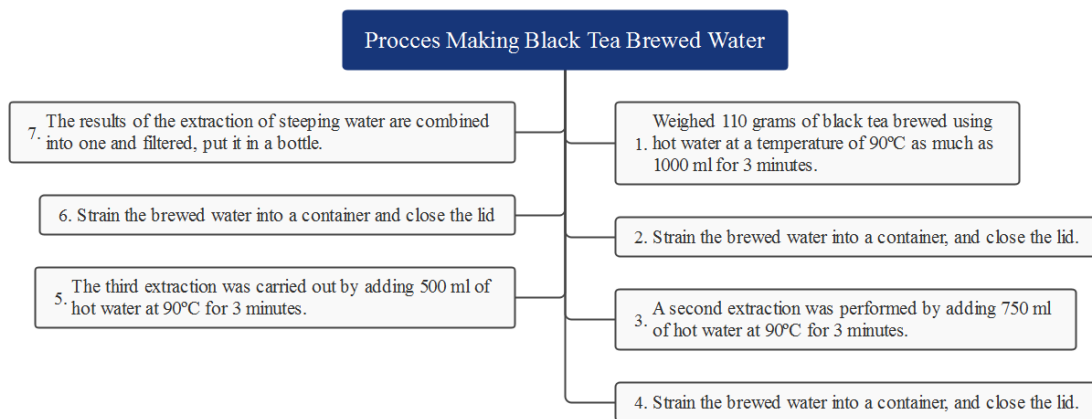 Procces Making Black Tea Brewed Water
1. Weighed 110 grams of black tea brewed using
hot water at a temperature of 90°C as much as
1000 ml for 3 minutes.
2. Strain the brewed water into a container, and close the lid.
3. A second extraction was performed by adding 750 ml
of hot water at 90°C for 3 minutes.
4. Strain the brewed water into a container, and close the lid.
5. The third extraction was carried out by adding 500 ml of
hot water at 90°C for 3 minutes.
6. Strain the brewed water into a container and close the lid
7. The results of the extraction of steeping water are combined
into one and filtered, put it in a bottle.